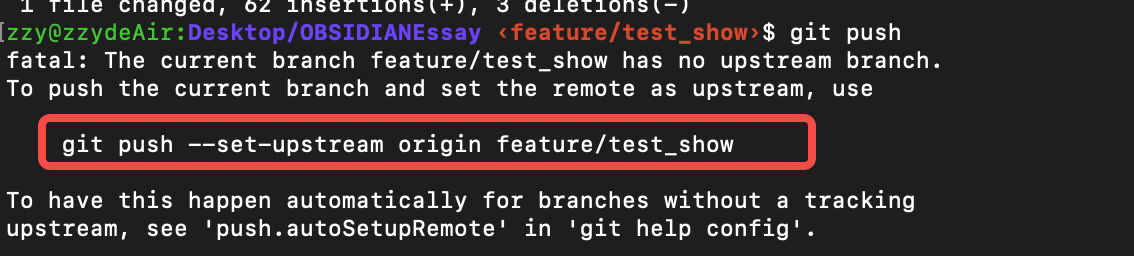 1 file changed, 62 insertions(+), 3 deletions(-)
[zzy@zzydeAir:Desktop/OBSIDIANEssay ‹feature/test_show›$ git push
fatal: The current branch feature/test_show has no upstream branch.
To push the current branch and set the remote as upstream, use
git push --set-upstream origin feature/test_show
To have this happen automatically for branches without a tracking
upstream, see 'push.autoSetupRemote' in 'git help config'.